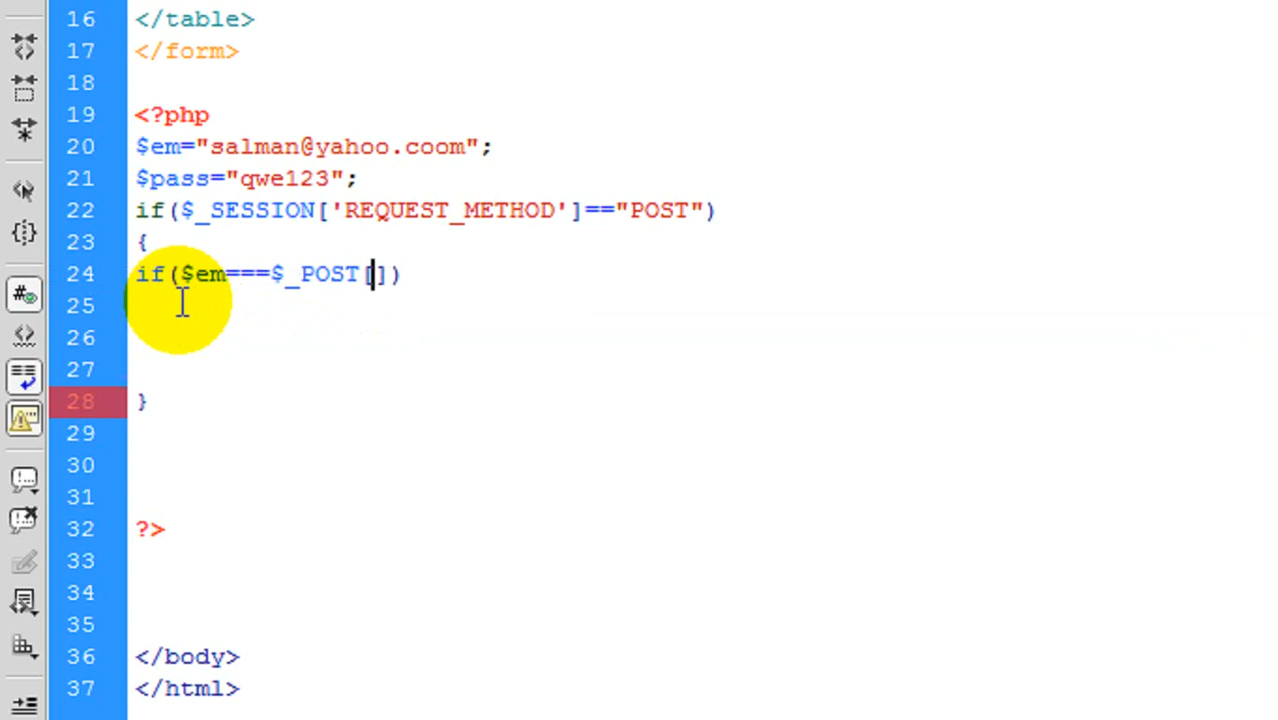 16 </table>
17 </form>
18
19 <?php
20 $em="salman@yahoo.coom";
21 $pass="qwe123";
22 if($_SESSION['REQUEST_METHOD']=="POST")
23 {
24 if($em===$_POST[])
25
26
27
28 }
29
30
31
32 ?>
33
34
35
36 </body>
37 </html>